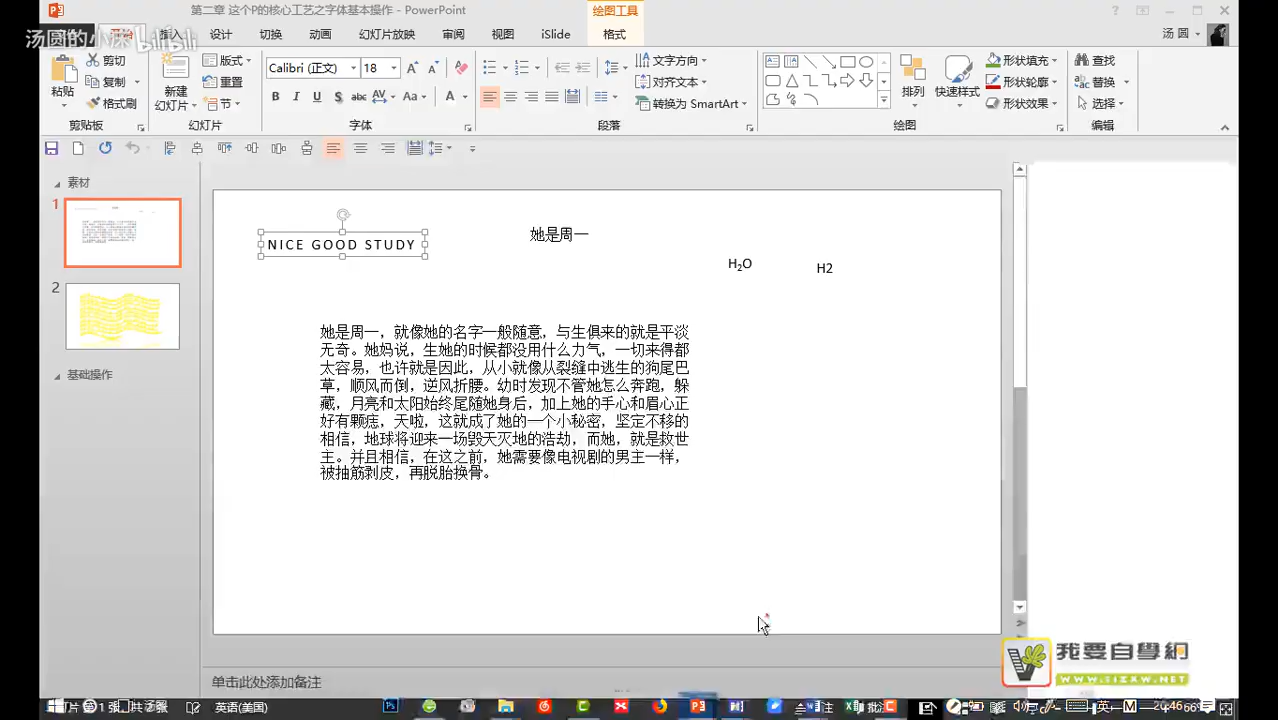 第二章 这个P的核心工艺之字体基本操作 - PowerPoint
绘图工具
汤圆的小
bilibili
插入
设计
切换
动画
幻灯片放映
审阅
视图
iSlide
格式
汤 圆
粘贴
剪切
复制
格式刷
剪贴板
新建
幻灯片
版式
重置
节
幻灯片
Calibri (正文)
18
B I U S abc AV Aa A
字体
文字方向
对齐文本
转换为 SmartArt
段落
排列
快速样式
形状填充
形状轮廓
形状效果
绘图
查找
替换
选择
编辑
素材
1
2
基础操作
NICE GOOD STUDY
她是周一
H₂O
H2
她是周一，就像她的名字一般随意，与生俱来的就是平淡
无奇。她妈说，生她的时候都没用什么力气，一切来得都
太容易，也许就是因此，从小就像从裂缝中逃生的狗尾巴
草，顺风而倒，逆风折腰。幼时发现不管她怎么奔跑，躲
藏，月亮和太阳始终尾随她身后，加上她的手心和眉心正
好有颗痣，天啦，这就成了她的一个小秘密，坚定不移的
相信，地球将迎来一场毁天灭地的浩劫，而她，就是救世
主。并且相信，在这之前，她需要像电视剧的男主一样，
被抽筋剥皮，再脱胎换骨。
单击此处添加备注
我要自學網
WWW.51ZXW.NET
英语(美国)
20:46